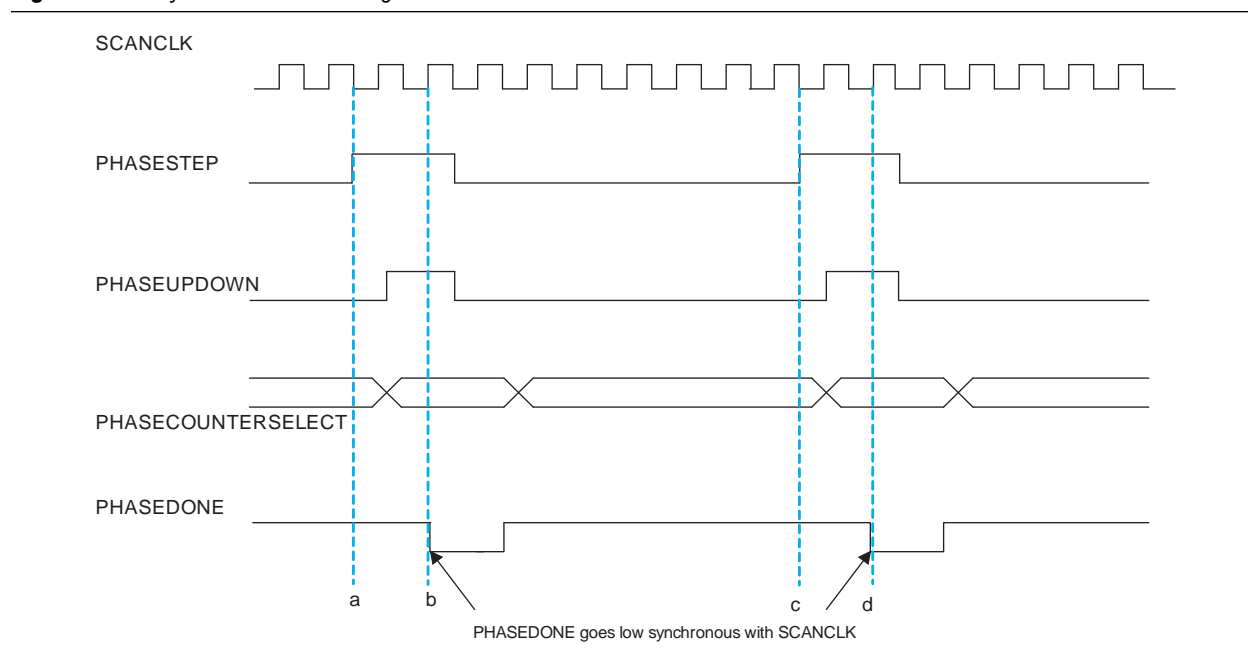 SCANCLK
PHASESTEP
PHASEUPDOWN
PHASECOUNTERSELECT
PHASEDONE
a b c d
PHASEDONE goes low synchronous with SCANCLK